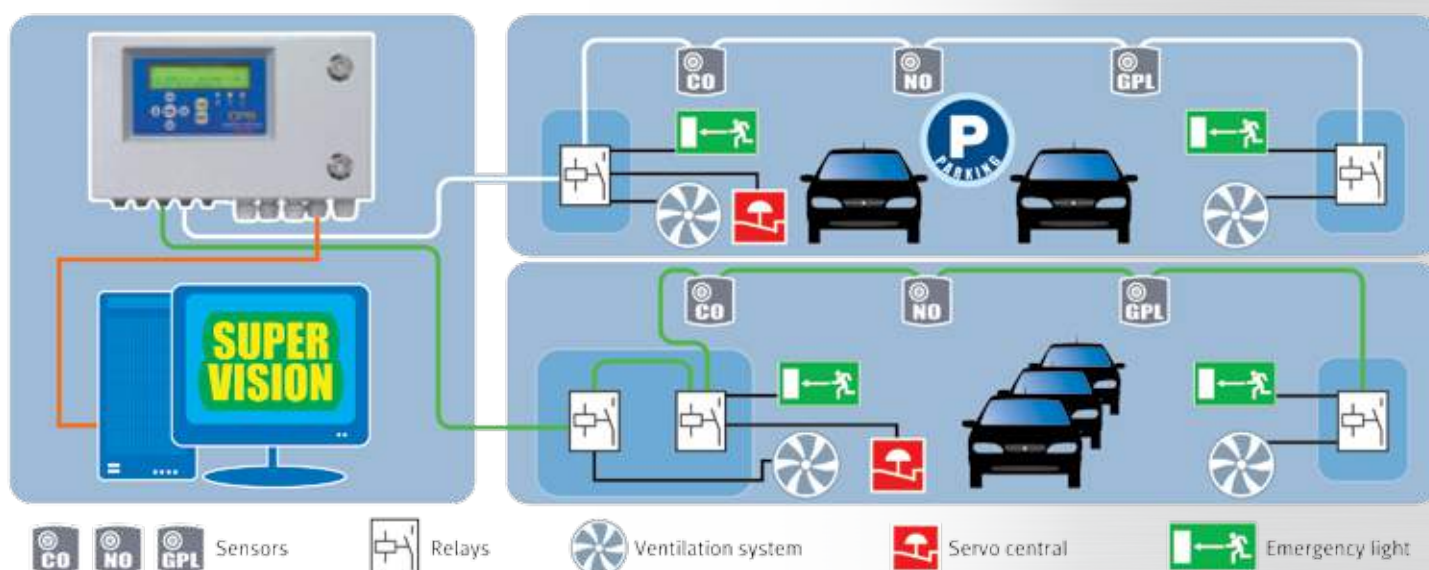 CO
NO
GPL
P
PARKING
SUPER
VISION
CO
NO
GPL
CO
NO
GPL
Sensors
Relays
Ventilation system
Servo central
Emergency light